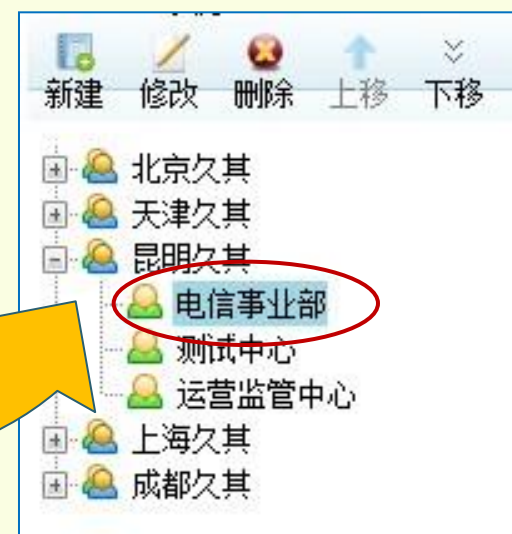 新建 修改 删除 上移 下移
北京久其
天津久其
昆明久其
电信事业部
测试中心
运营监管中心
上海久其
成都久其